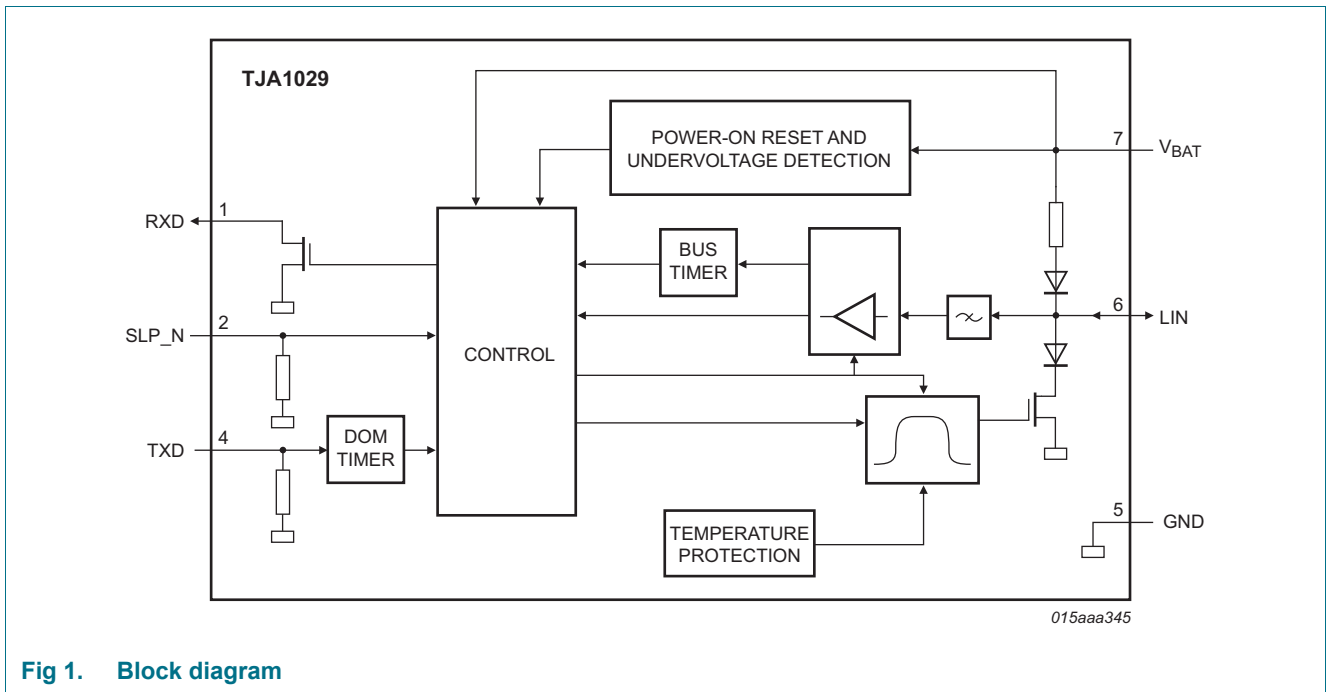 TJA1029
POWER-ON RESET AND
UNDERVOLTAGE DETECTION
7
VBAT
RXD
1
BUS
TIMER
6
LIN
SLP_N
2
CONTROL
TXD
4
DOM
TIMER
TEMPERATURE
PROTECTION
5
GND
015aaa345
Fig 1. Block diagram